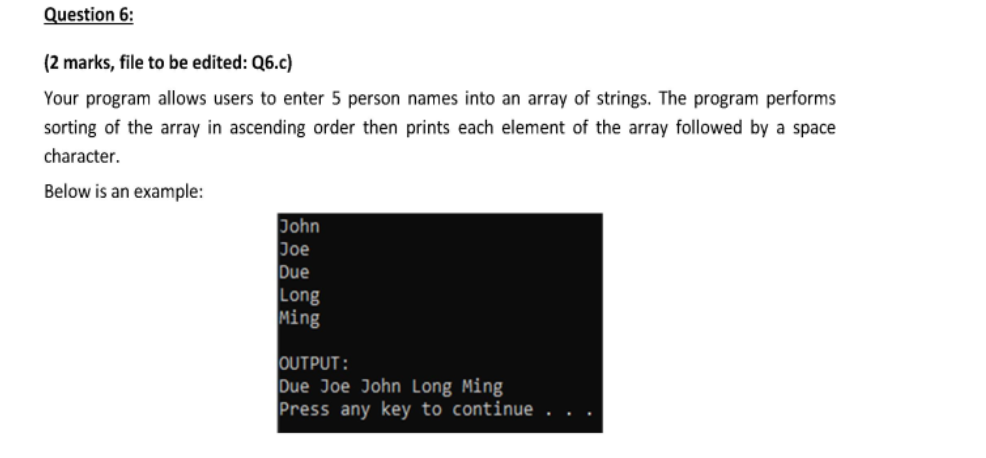 Question 6:
(2 marks, file to be edited: Q6.c)
Your program allows users to enter 5 person names into an array of strings. The program performs
sorting of the array in ascending order then prints each element of the array followed by a space
character.
Below is an example:
John
Joe
Due
Long
Ming
OUTPUT:
Due Joe John Long Ming
Press any key to continue . . .